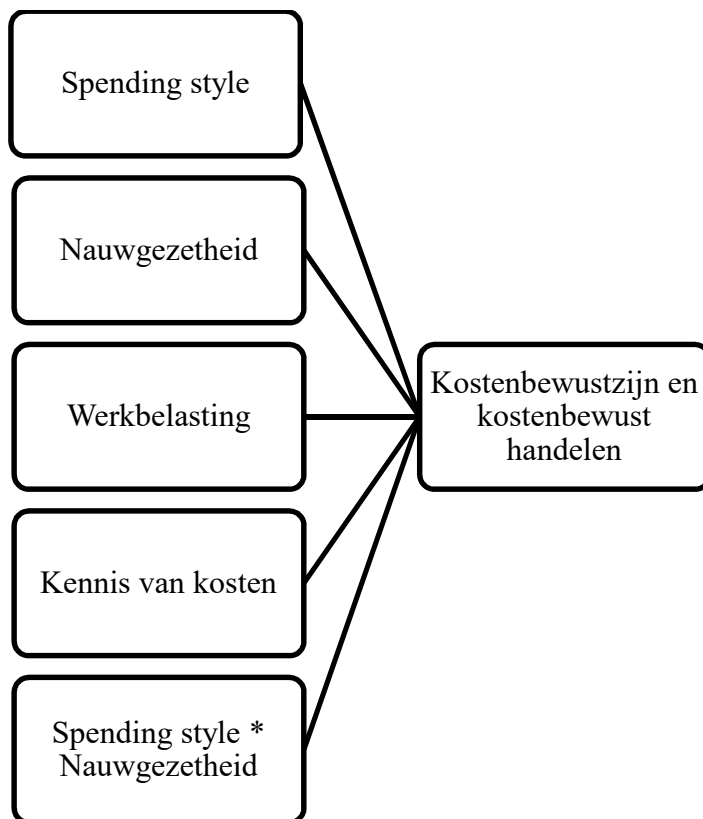 Spending style
Nauwgezetheid
Werkbelasting
Kostenbewustzijn en
kostenbewust
handelen
Kennis van kosten
Spending style *
Nauwgezetheid